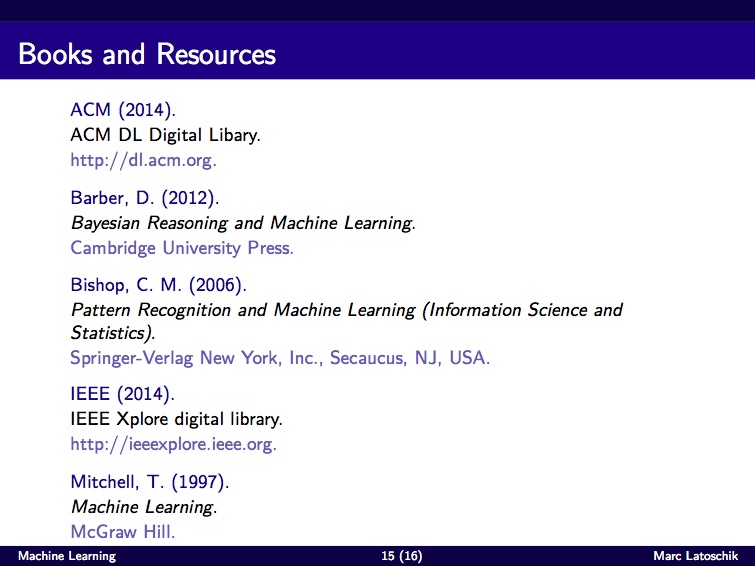 Books and Resources
ACM (2014).
ACM DL Digital Libary.
http://dl.acm.org.
Barber, D. (2012).
Bayesian Reasoning and Machine Learning.
Cambridge University Press.
Bishop, C. M. (2006).
Pattern Recognition and Machine Learning (Information Science and
Statistics).
Springer-Verlag New York, Inc., Secaucus, NJ, USA.
IEEE (2014).
IEEE Xplore digital library.
http://ieeexplore.ieee.org.
Mitchell, T. (1997).
Machine Learning.
McGraw Hill.
Machine Learning 15 (16) Marc Latoschik